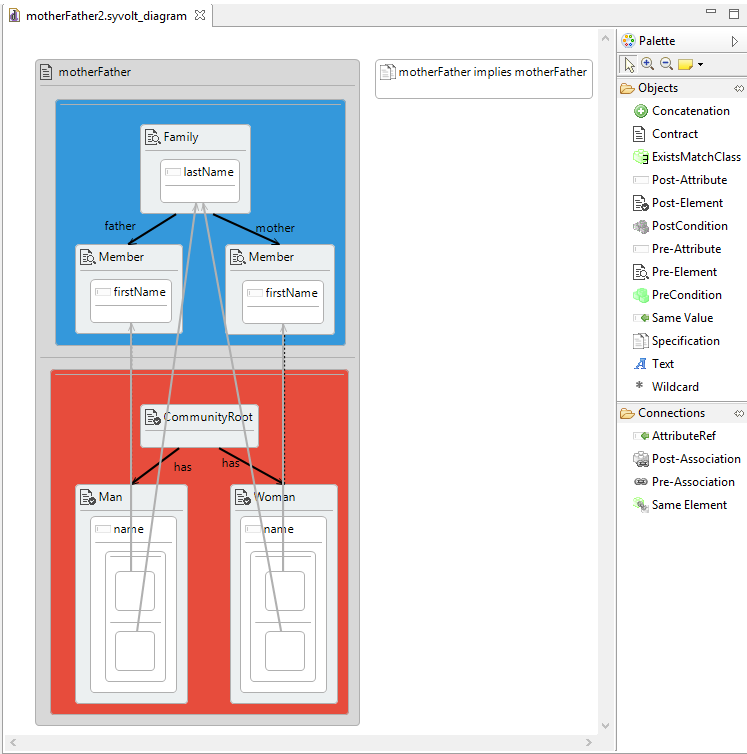 motherFather2.syvolt_diagram
motherFather
motherFather implies motherFather
Family
lastName
father
mother
Member
Member
firstName
firstName
CommunityRoot
has
has
Man
Woman
name
name
Palette
Objects
Concatenation
Contract
ExistsMatchClass
Post-Attribute
Post-Element
PostCondition
Pre-Attribute
Pre-Element
PreCondition
Same Value
Specification
Text
Wildcard
Connections
AttributeRef
Post-Association
Pre-Association
Same Element